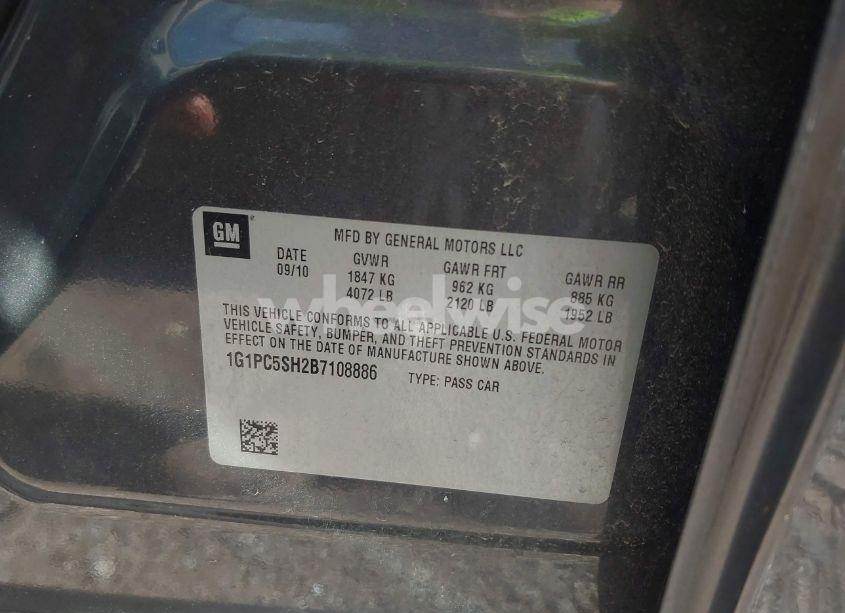 GM
MFD BY GENERAL MOTORS LLC
DATE GVWR GAWR FRT GAWR RR
09/10 1847 KG 962 KG 885 KG
4072 LB 2120 LB 1952 LB
THIS VEHICLE CONFORMS TO ALL APPLICABLE U.S. FEDERAL MOTOR
VEHICLE SAFETY, BUMPER, AND THEFT PREVENTION STANDARDS IN
EFFECT ON THE DATE OF MANUFACTURE SHOWN ABOVE.
1G1PC5SH2B7108886 TYPE: PASS CAR
wheelwise